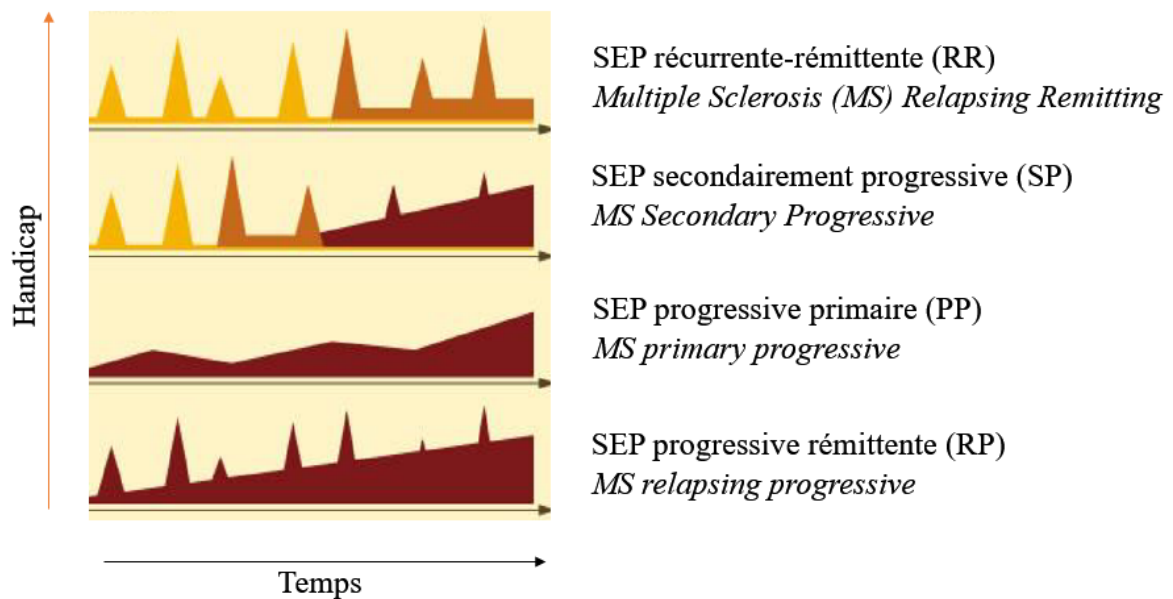 SEP récurrente-rémittente (RR)
Multiple Sclerosis (MS) Relapsing Remitting
SEP secondairement progressive (SP)
MS Secondary Progressive
Handicap
SEP progressive primaire (PP)
MS primary progressive
SEP progressive rémittente (RP)
MS relapsing progressive
Temps